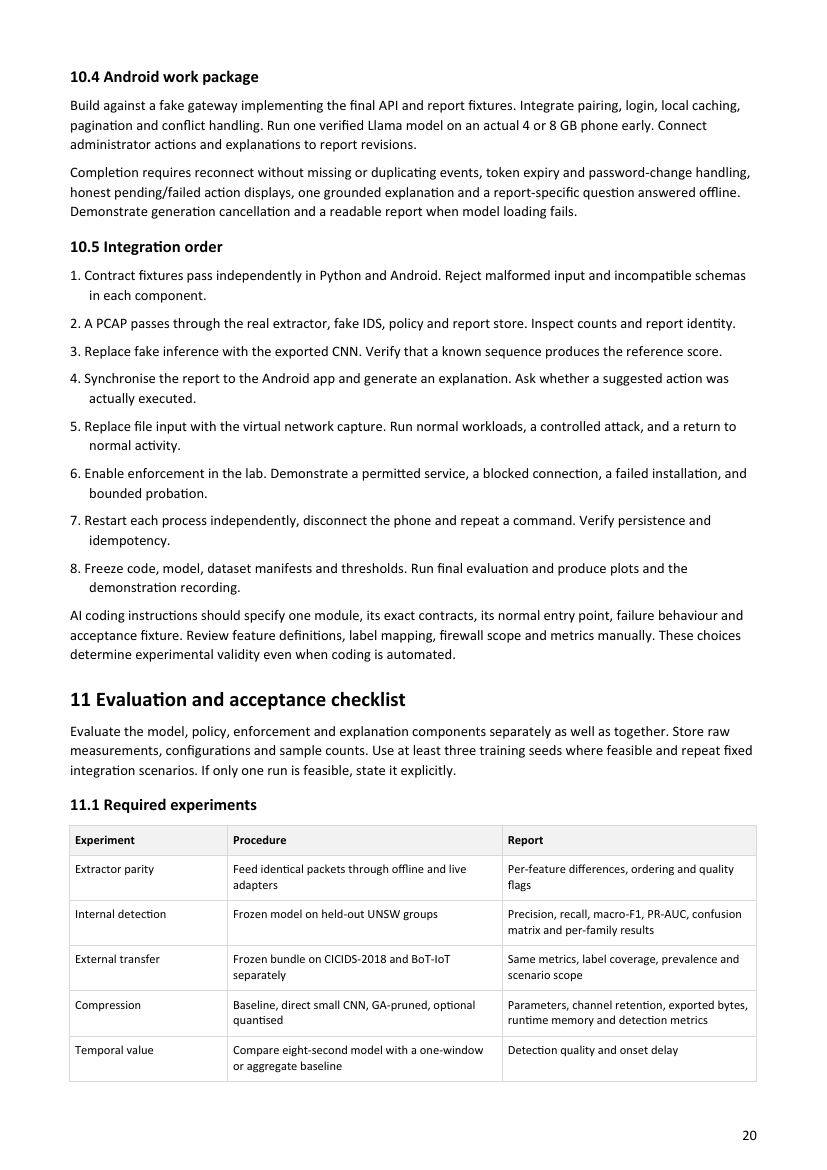 10.4 Android work package
Build against a fake gateway implementing the final API and report fixtures. Integrate pairing, login, local caching,
pagination and conflict handling. Run one verified Llama model on an actual 4 or 8 GB phone early. Connect
administrator actions and explanations to report revisions.
Completion requires reconnect without missing or duplicating events, token expiry and password-change handling,
honest pending/failed action displays, one grounded explanation and a report-specific question answered offline.
Demonstrate generation cancellation and a readable report when model loading fails.
10.5 Integration order
1. Contract fixtures pass independently in Python and Android. Reject malformed input and incompatible schemas
in each component.
2. A PCAP passes through the real extractor, fake IDS, policy and report store. Inspect counts and report identity.
3. Replace fake inference with the exported CNN. Verify that a known sequence produces the reference score.
4. Synchronise the report to the Android app and generate an explanation. Ask whether a suggested action was
actually executed.
5. Replace file input with the virtual network capture. Run normal workloads, a controlled attack, and a return to
normal activity.
6. Enable enforcement in the lab. Demonstrate a permitted service, a blocked connection, a failed installation, and
bounded probation.
7. Restart each process independently, disconnect the phone and repeat a command. Verify persistence and
idempotency.
8. Freeze code, model, dataset manifests and thresholds. Run final evaluation and produce plots and the
demonstration recording.
AI coding instructions should specify one module, its exact contracts, its normal entry point, failure behaviour and
acceptance fixture. Review feature definitions, label mapping, firewall scope and metrics manually. These choices
determine experimental validity even when coding is automated.
11 Evaluation and acceptance checklist
Evaluate the model, policy, enforcement and explanation components separately as well as together. Store raw
measurements, configurations and sample counts. Use at least three training seeds where feasible and repeat fixed
integration scenarios. If only one run is feasible, state it explicitly.
11.1 Required experiments
Experiment Procedure Report
Extractor parity Feed identical packets through offline and live Per-feature differences, ordering and quality
adapters flags
Internal detection Frozen model on held-out UNSW groups Precision, recall, macro-F1, PR-AUC, confusion
matrix and per-family results
External transfer Frozen bundle on CICIDS-2018 and BoT-IoT Same metrics, label coverage, prevalence and
separately scenario scope
Compression Baseline, direct small CNN, GA-pruned, optional Parameters, channel retention, exported bytes,
quantised runtime memory and detection metrics
Temporal value Compare eight-second model with a one-window Detection quality and onset delay
or aggregate baseline
20